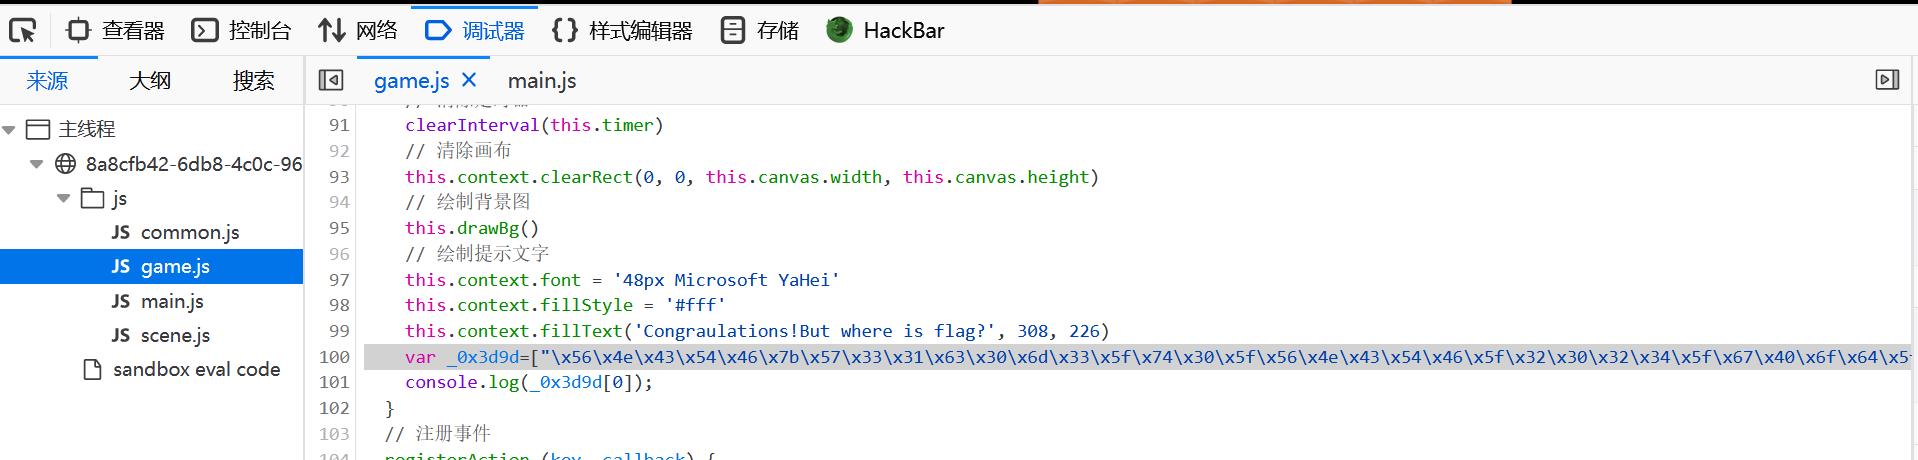 查看器 控制台 网络 调试器 样式编辑器 存储 HackBar
来源 大纲 搜索 game.js main.js
主线程
8a8cfb42-6db8-4c0c-96
js
JS common.js
JS game.js
JS main.js
JS scene.js
sandbox eval code
91 clearInterval(this.timer)
92 // 清除画布
93 this.context.clearRect(0, 0, this.canvas.width, this.canvas.height)
94 // 绘制背景图
95 this.drawBg()
96 // 绘制提示文字
97 this.context.font = '48px Microsoft YaHei'
98 this.context.fillStyle = '#fff'
99 this.context.fillText('Congraulations!But where is flag?', 308, 226)
100 var _0x3d9d=["\x56\x4e\x43\x54\x46\x7b\x57\x33\x31\x63\x30\x6d\x33\x5f\x74\x30\x5f\x56\x4e\x43\x54\x46\x5f\x32\x30\x32\x34\x5f\x67\x40\x6f\x64\x5
101 console.log(_0x3d9d[0]);
102 }
103 // 注册事件
104 registerAction (key, callback) {